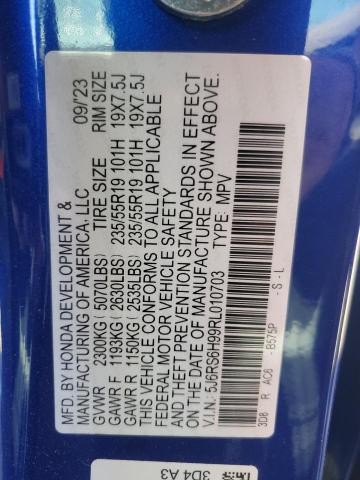 MFD. BY HONDA DEVELOPMENT &
MANUFACTURING OF AMERICA, LLC 09/'23
GVWR 2300KG (5070LBS) TIRE SIZE RIM SIZE
GAWR F 1193KG (2630LBS) 235/55R19 101H 19X7.5J
GAWR R 1150KG (2535LBS) 235/55R19 101H 19X7.5J
THIS VEHICLE CONFORMS TO ALL APPLICABLE
FEDERAL MOTOR VEHICLE SAFETY
AND THEFT PREVENTION STANDARDS IN EFFECT
ON THE DATE OF MANUFACTURE SHOWN ABOVE.
V.I.N.: 5J6RS6H99RL010703 TYPE: MPV
3D8 R AC8 -B575P -S-L
3D4 A3